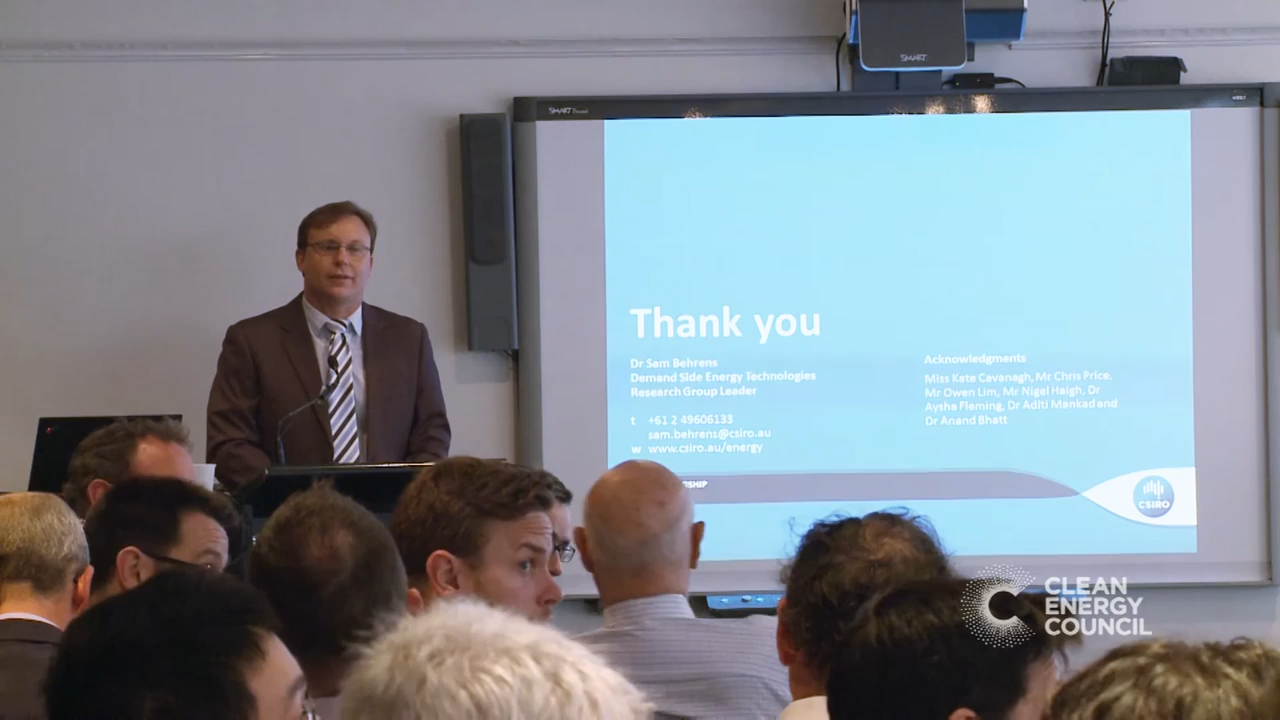 SMART
SMART Board
Thank you
Dr Sam Behrens
Demand Side Energy Technologies
Research Group Leader
t +61 2 49606133
sam.behrens@csiro.au
w www.csiro.au/energy
Acknowledgments
Miss Kate Cavanagh, Mr Chris Price,
Mr Owen Lim, Mr Nigel Haigh, Dr
Aysha Fleming, Dr Aditi Mankad and
Dr Anand Bhatt
CSIRO
CLEAN
ENERGY
COUNCIL